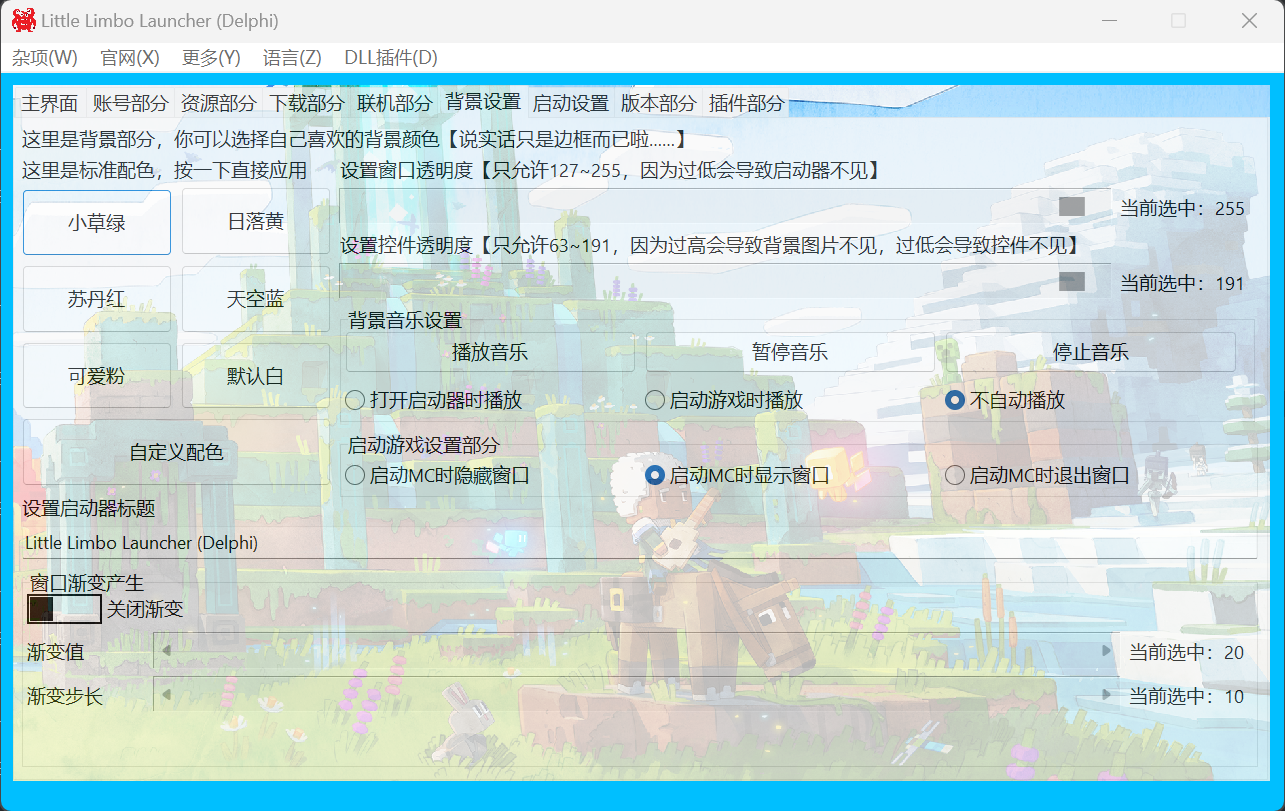 Little Limbo Launcher (Delphi)
杂项(W) 官网(X) 更多(Y) 语言(Z) DLL插件(D)
主界面 账号部分 资源部分 下载部分 联机部分 背景设置 启动设置 版本部分 插件部分
这里是背景部分，你可以选择自己喜欢的背景颜色【说实话只是边框而已啦......】
这里是标准配色，按一下直接应用 设置窗口透明度【只允许127~255，因为过低会导致启动器不见】
小草绿 日落黄 当前选中：255
设置控件透明度【只允许63~191，因为过高会导致背景图片不见，过低会导致控件不见】
苏丹红 天空蓝 当前选中：191
背景音乐设置
播放音乐 暂停音乐 停止音乐
可爱粉 默认白
打开启动器时播放 启动游戏时播放 不自动播放
自定义配色 启动游戏设置部分
启动MC时隐藏窗口 启动MC时显示窗口 启动MC时退出窗口
设置启动器标题
Little Limbo Launcher (Delphi)
窗口渐变产生
关闭渐变
渐变值 当前选中：20
渐变步长 当前选中：10